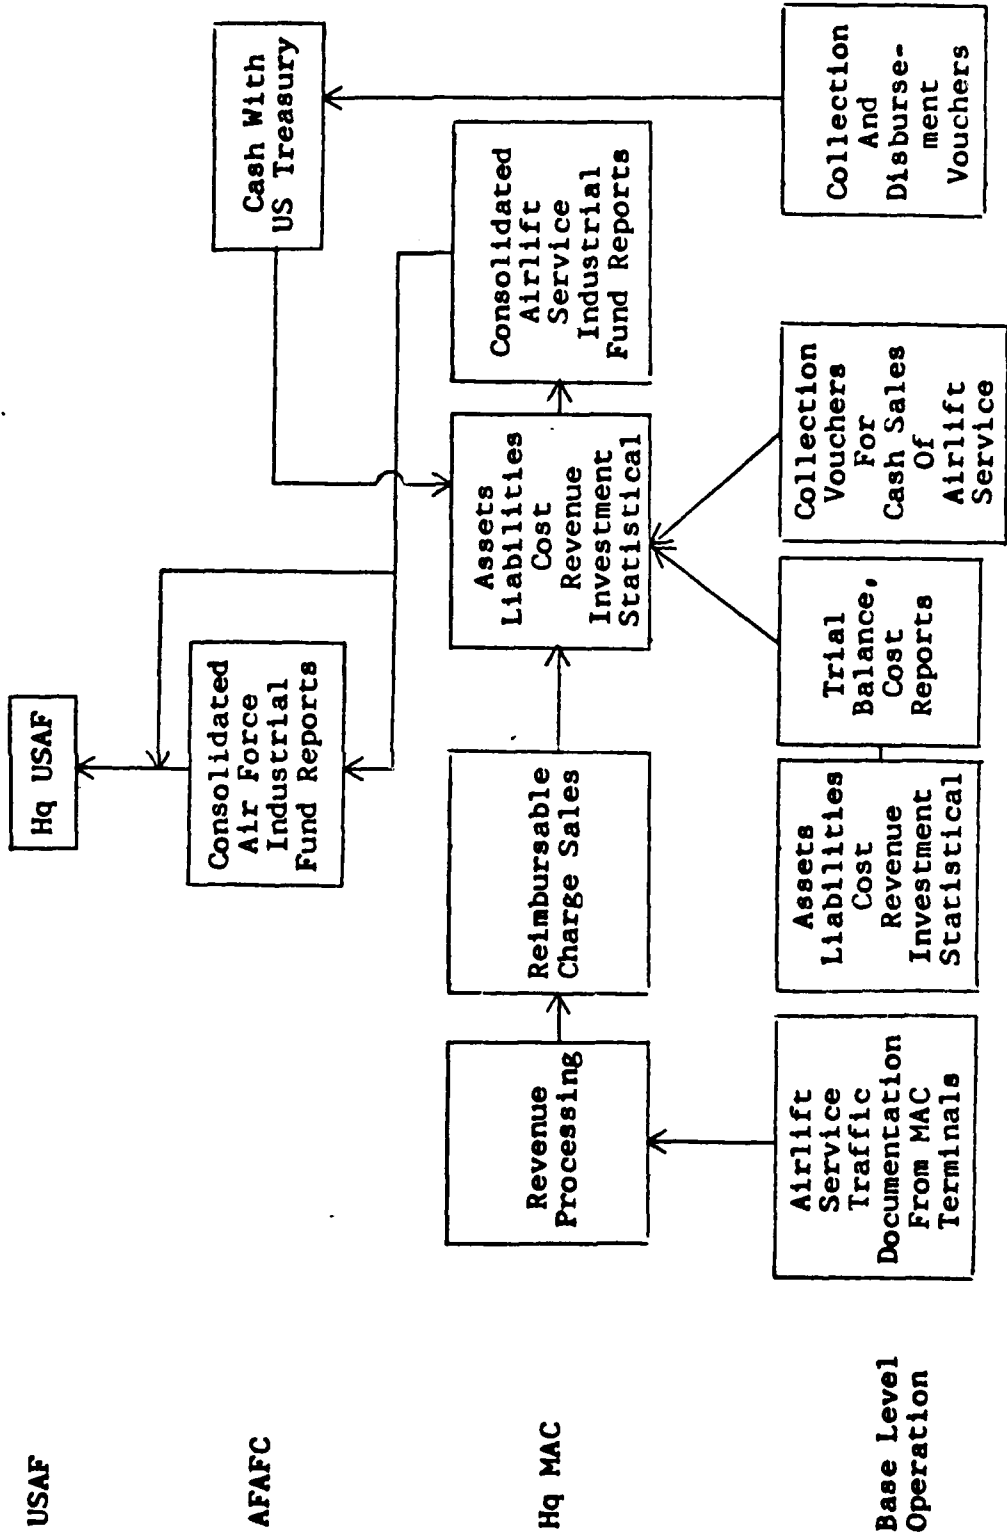 USAF
Hq USAF
AFAFC
Consolidated
Air Force
Industrial
Fund Reports
Cash With
US Treasury
Hq MAC
Revenue
Processing
Reimbursable
Charge Sales
Assets
Liabilities
Cost
Revenue
Investment
Statistical
Consolidated
Airlift
Service
Industrial
Fund Reports
Base Level
Operation
Airlift
Service
Traffic
Documentation
From MAC
Terminals
Assets
Liabilities
Cost
Revenue
Investment
Statistical
Trial
Balance,
Cost
Reports
Collection
Vouchers
For
Cash Sales
Of
Airlift
Service
Collection
And
Disburse-
ment
Vouchers